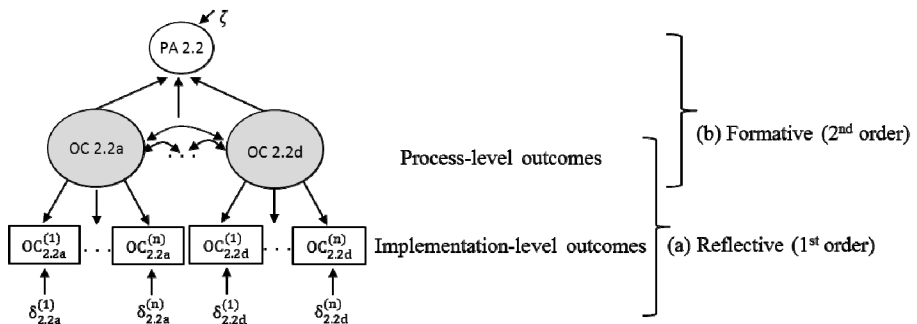 ζ
PA 2.2
(b) Formative (2nd order)
OC 2.2a
. . .
OC 2.2d
Process-level outcomes
OC(1)2.2a
. . .
OC(n)2.2a
OC(1)2.2d
. . .
OC(n)2.2d
Implementation-level outcomes
(a) Reflective (1st order)
δ(1)2.2a
δ(n)2.2a
δ(1)2.2d
δ(n)2.2d